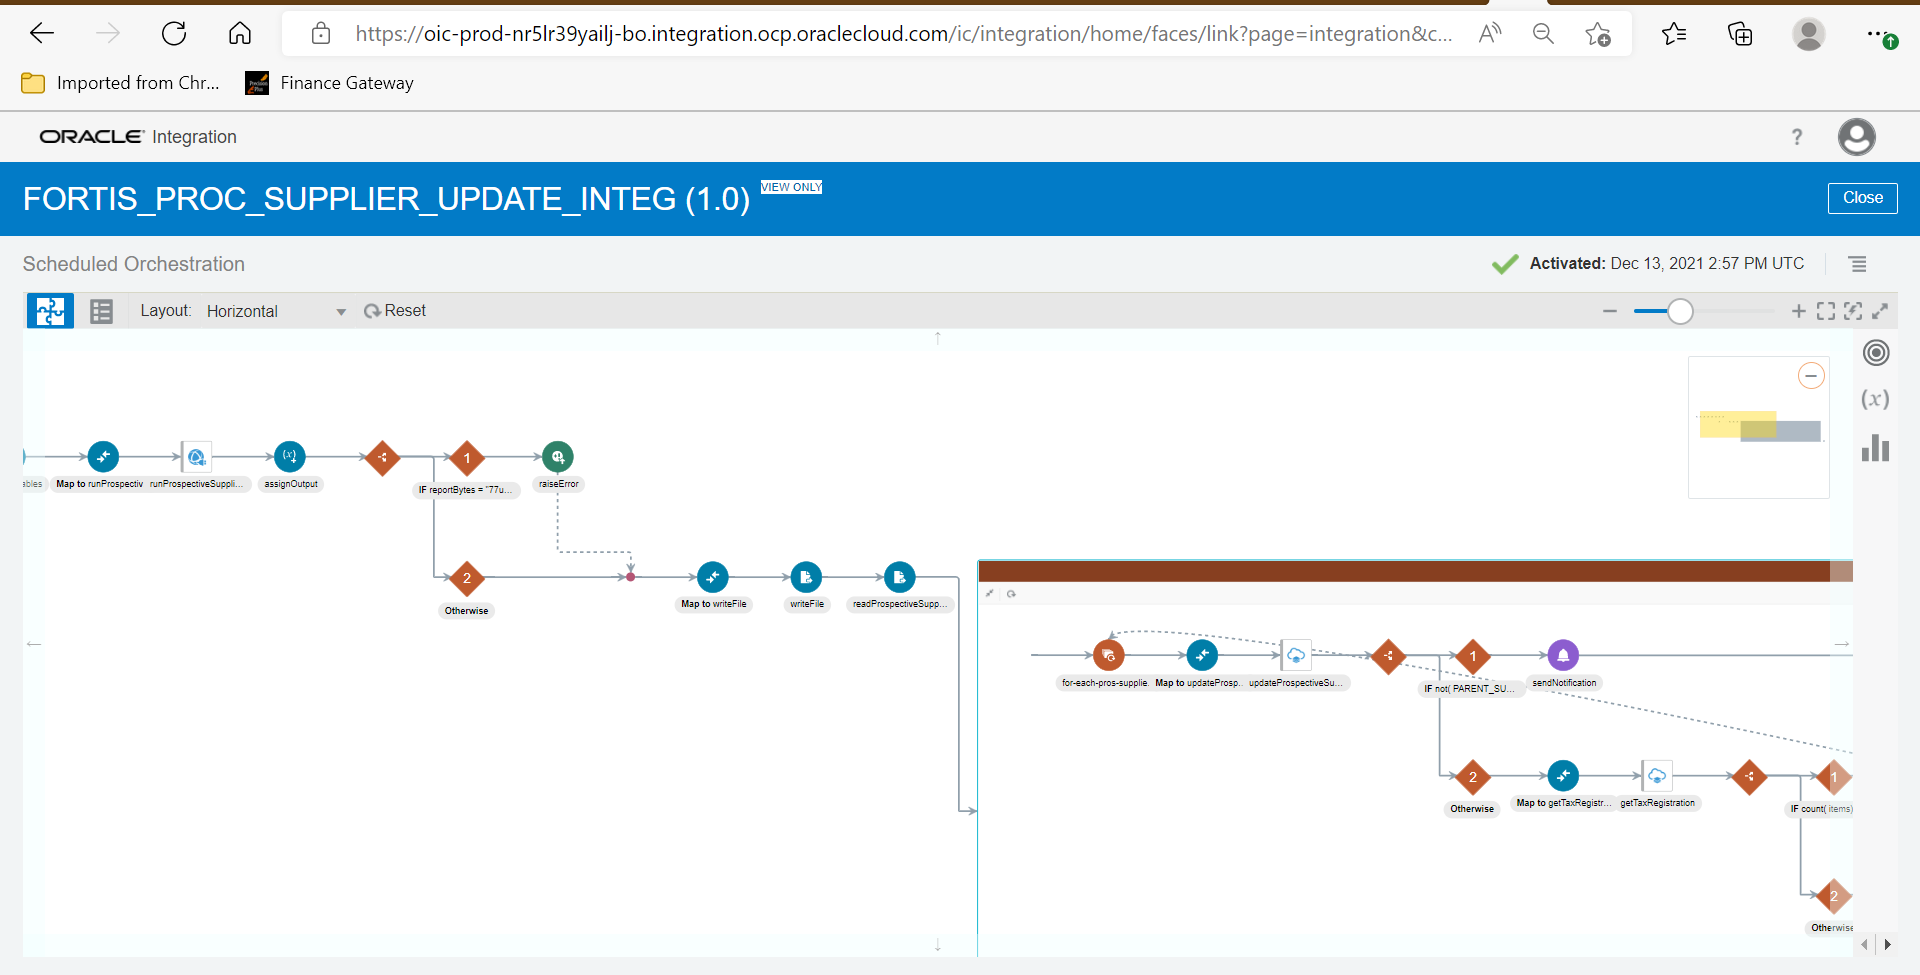 https://oic-prod-nr5lr39yailj-bo.integration.ocp.oraclecloud.com/ic/integration/home/faces/link?page=integration&c...
Imported from Chr...
Finance Gateway
ORACLE Integration
?
FORTIS_PROC_SUPPLIER_UPDATE_INTEG (1.0) VIEW ONLY
Close
Scheduled Orchestration
Activated: Dec 13, 2021 2:57 PM UTC
Layout: Horizontal
Reset
(x)
1
ables
Map to runProspectiv
runProspectiveSuppli...
assignOutput
IF reportBytes = "77u...
raiseError
2
Otherwise
Map to writeFile
writeFile
readProspectiveSupp...
1
for-each-pros-supplie.
Map to updateProsp..
updateProspectiveSu...
IF not( PARENT_SU...
sendNotification
2
1
Otherwise
Map to getTaxRegistr...
getTaxRegistration
IF count( items)
2
Otherwise